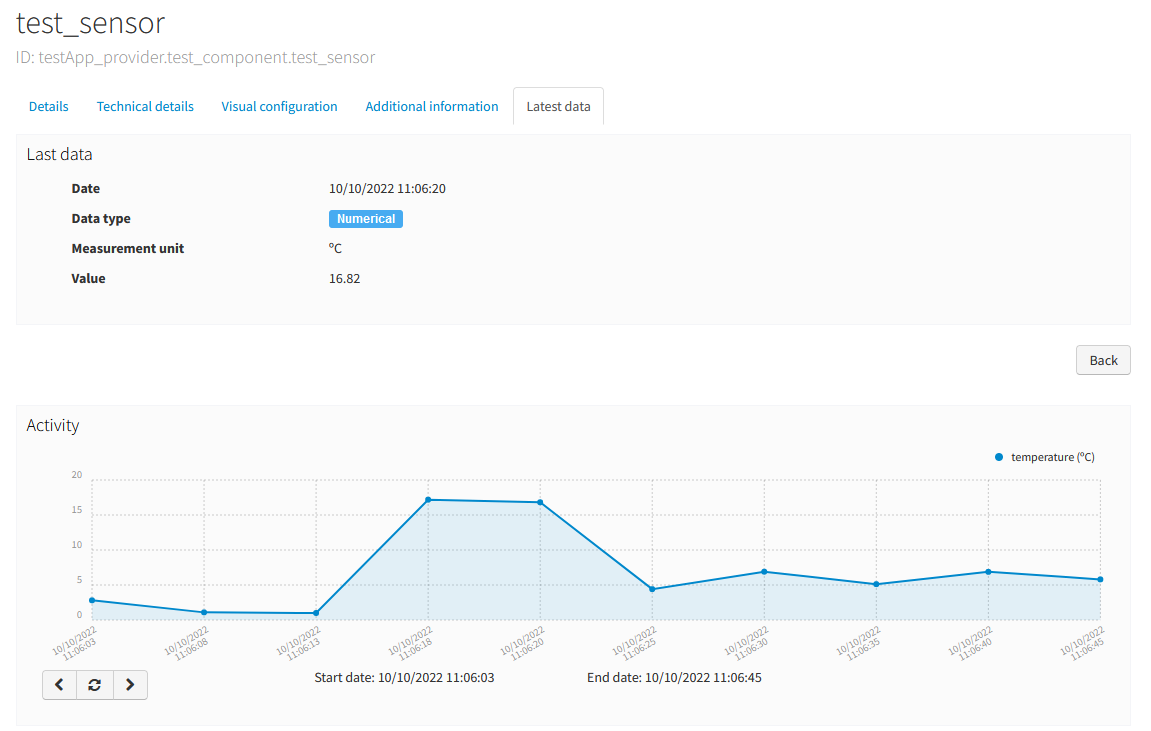 test_sensor
ID: testApp_provider.test_component.test_sensor
Details Technical details Visual configuration Additional information Latest data
Last data
Date 10/10/2022 11:06:20
Data type Numerical
Measurement unit ºC
Value 16.82
Back
Activity
temperature (ºC)
20
15
10
5
0
10/10/2022
11:06:03
10/10/2022
11:06:08
10/10/2022
11:06:13
10/10/2022
11:06:18
10/10/2022
11:06:20
10/10/2022
11:06:25
10/10/2022
11:06:30
10/10/2022
11:06:35
10/10/2022
11:06:40
10/10/2022
11:06:45
Start date: 10/10/2022 11:06:03 End date: 10/10/2022 11:06:45